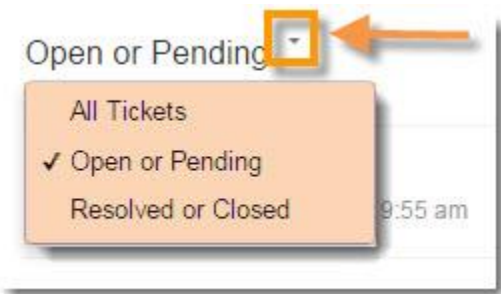 Open or Pending
All Tickets
✓ Open or Pending
Resolved or Closed
9:55 am